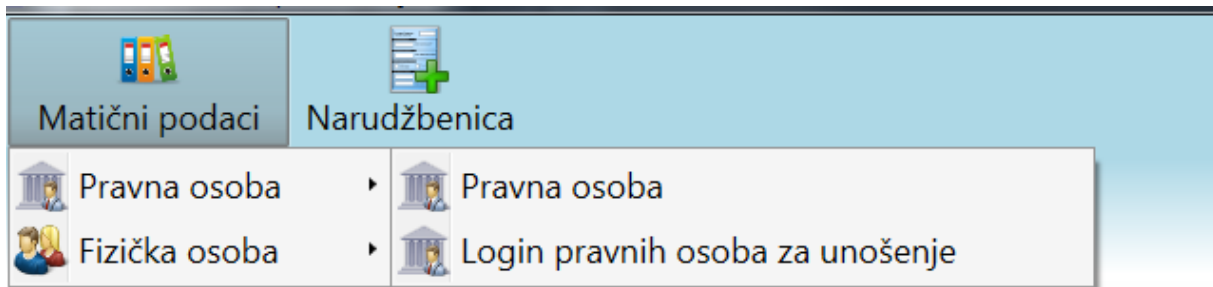 Matični podaci
Narudžbenica
Pravna osoba
Pravna osoba
Fizička osoba
Login pravnih osoba za unošenje